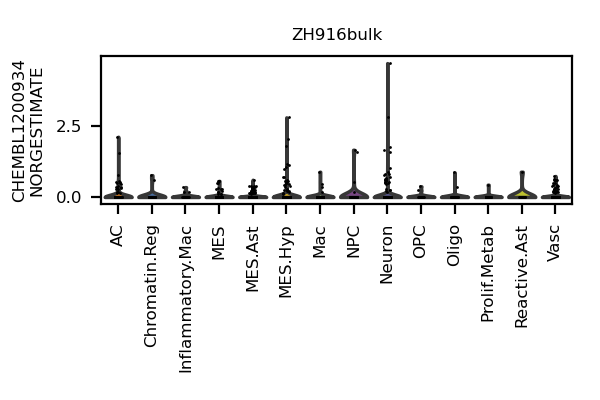 ZH916bulk
CHEMBL1200934
NORGESTIMATE
2.5
0.0
AC
Chromatin.Reg
Inflammatory.Mac
MES
MES.Ast
MES.Hyp
Mac
NPC
Neuron
OPC
Oligo
Prolif.Metab
Reactive.Ast
Vasc